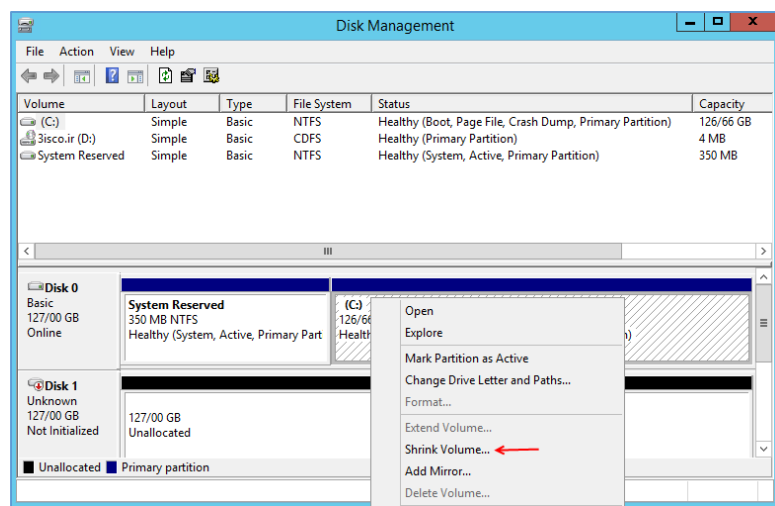 Disk Management
File Action View Help
Volume Layout Type File System Status Capacity
(C:) Simple Basic NTFS Healthy (Boot, Page File, Crash Dump, Primary Partition) 126/66 GB
3isco.ir (D:) Simple Basic CDFS Healthy (Primary Partition) 4 MB
System Reserved Simple Basic NTFS Healthy (System, Active, Primary Partition) 350 MB
Disk 0
Basic
127/00 GB
Online
System Reserved
350 MB NTFS
Healthy (System, Active, Primary Part
(C:)
126/66
Healt
Open
Explore
Mark Partition as Active
Change Drive Letter and Paths...
Format...
Extend Volume...
Shrink Volume...
Add Mirror...
Delete Volume...
Disk 1
Unknown
127/00 GB
Not Initialized
127/00 GB
Unallocated
Unallocated Primary partition